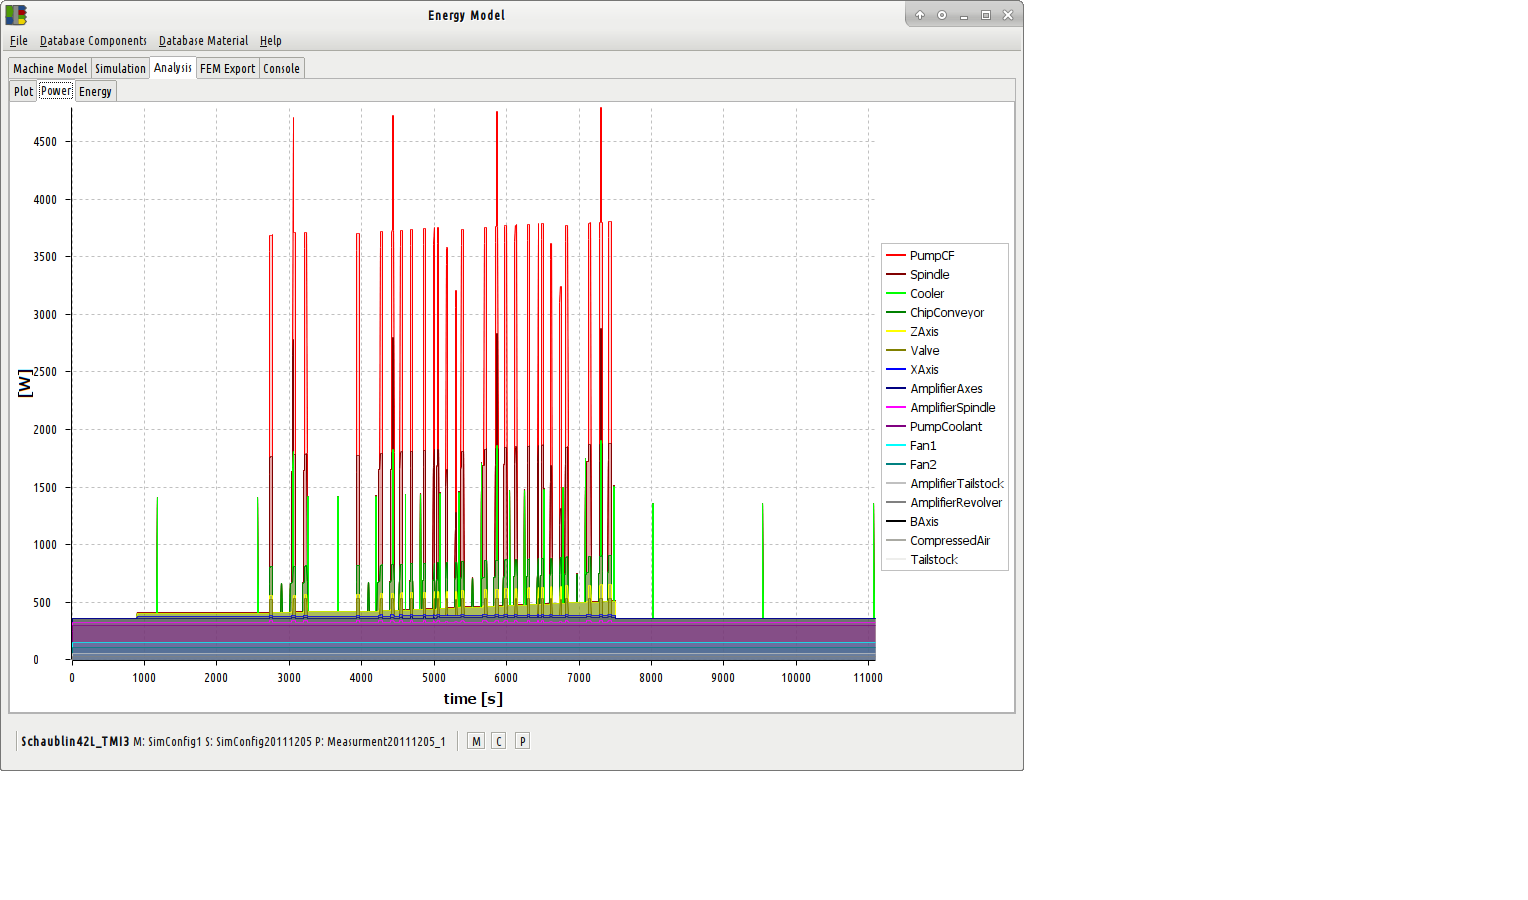 Energy Model
File Database Components Database Material Help
Machine Model Simulation Analysis FEM Export Console
Plot Power Energy
4500
4000
3500
3000
2500
2000
1500
1000
500
0
[W]
0 1000 2000 3000 4000 5000 6000 7000 8000 9000 10000 11000
time [s]
PumpCF
Spindle
Cooler
ChipConveyor
ZAxis
Valve
XAxis
AmplifierAxes
AmplifierSpindle
PumpCoolant
Fan1
Fan2
AmplifierTailstock
AmplifierRevolver
BAxis
CompressedAir
Tailstock
Schaublin42L_TMI3 M: SimConfig1 S: SimConfig20111205 P: Measurment20111205_1 M C P